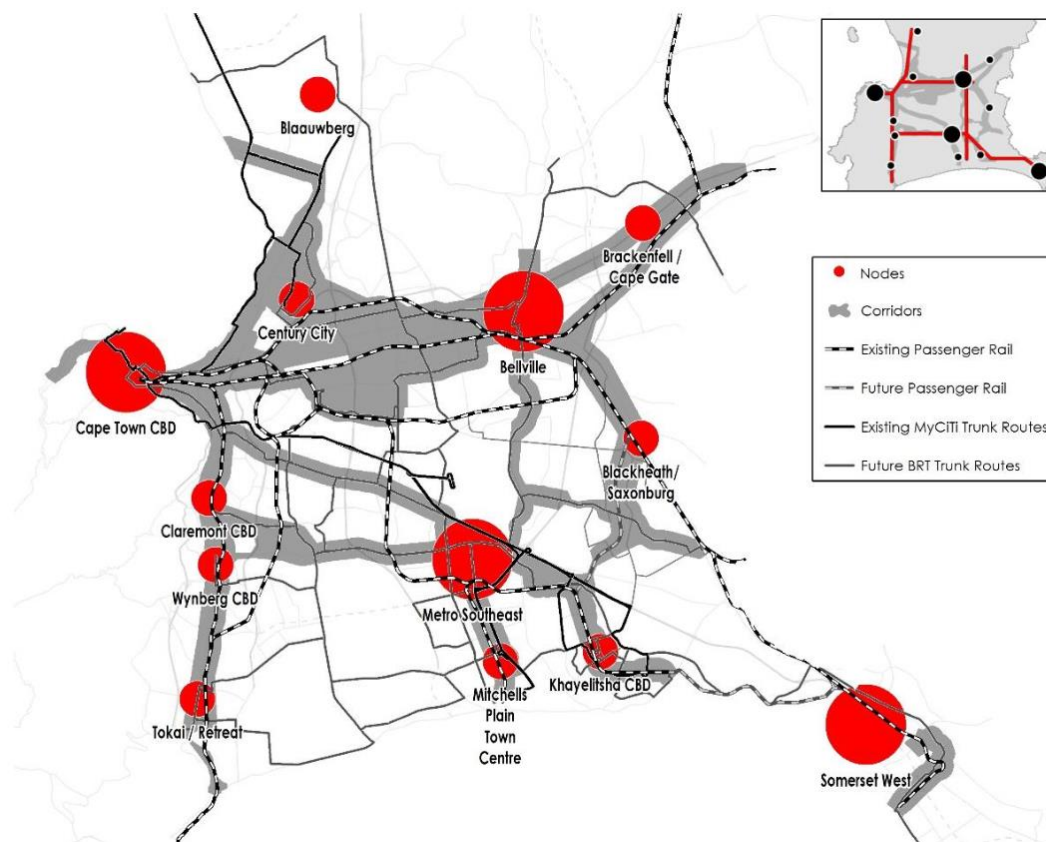 Blaauwberg
Brackenfell /
Cape Gate
Century City
Bellville
Cape Town CBD
Blackheath/
Saxonburg
Claremont CBD
Wynberg CBD
Metro Southeast
Khayelitsha CBD
Mitchells
Plain
Town
Centre
Tokai / Retreat
Somerset West
Nodes
Corridors
Existing Passenger Rail
Future Passenger Rail
Existing MyCiTi Trunk Routes
Future BRT Trunk Routes